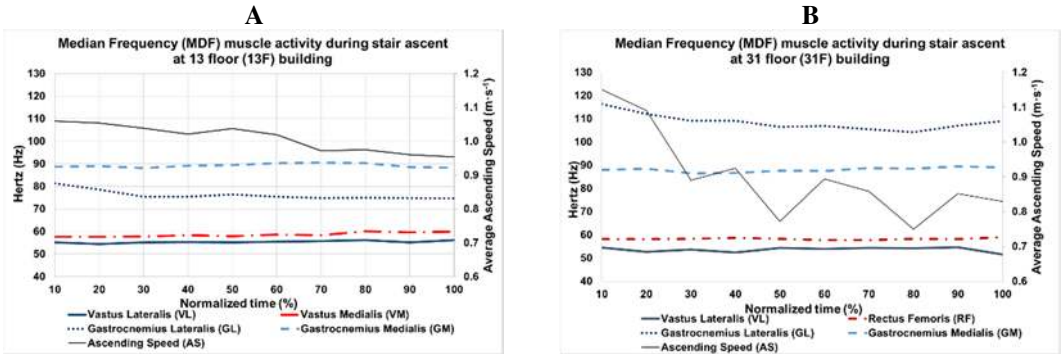 A
Median Frequency (MDF) muscle activity during stair ascent
at 13 floor (13F) building
130
120
110
100
90
80
70
60
50
40
Hertz (Hz)
1.2
1.1
1.0
0.9
0.8
0.7
0.6
Average Ascending Speed (m·s⁻¹)
10 20 30 40 50 60 70 80 90 100
Normalized time (%)
Vastus Lateralis (VL)
Vastus Medialis (VM)
Gastrocnemius Lateralis (GL)
Gastrocnemius Medialis (GM)
Ascending Speed (AS)
B
Median Frequency (MDF) muscle activity during stair ascent
at 31 floor (31F) building
130
120
110
100
90
80
70
60
50
40
Hertz (Hz)
1.2
1.1
1.0
0.9
0.8
0.7
0.6
Average Ascending Speed (m·s⁻¹)
10 20 30 40 50 60 70 80 90 100
Normalized time (%)
Vastus Lateralis (VL)
Rectus Femoris (RF)
Gastrocnemius Lateralis (GL)
Gastrocnemius Medialis (GM)
Ascending Speed (AS)